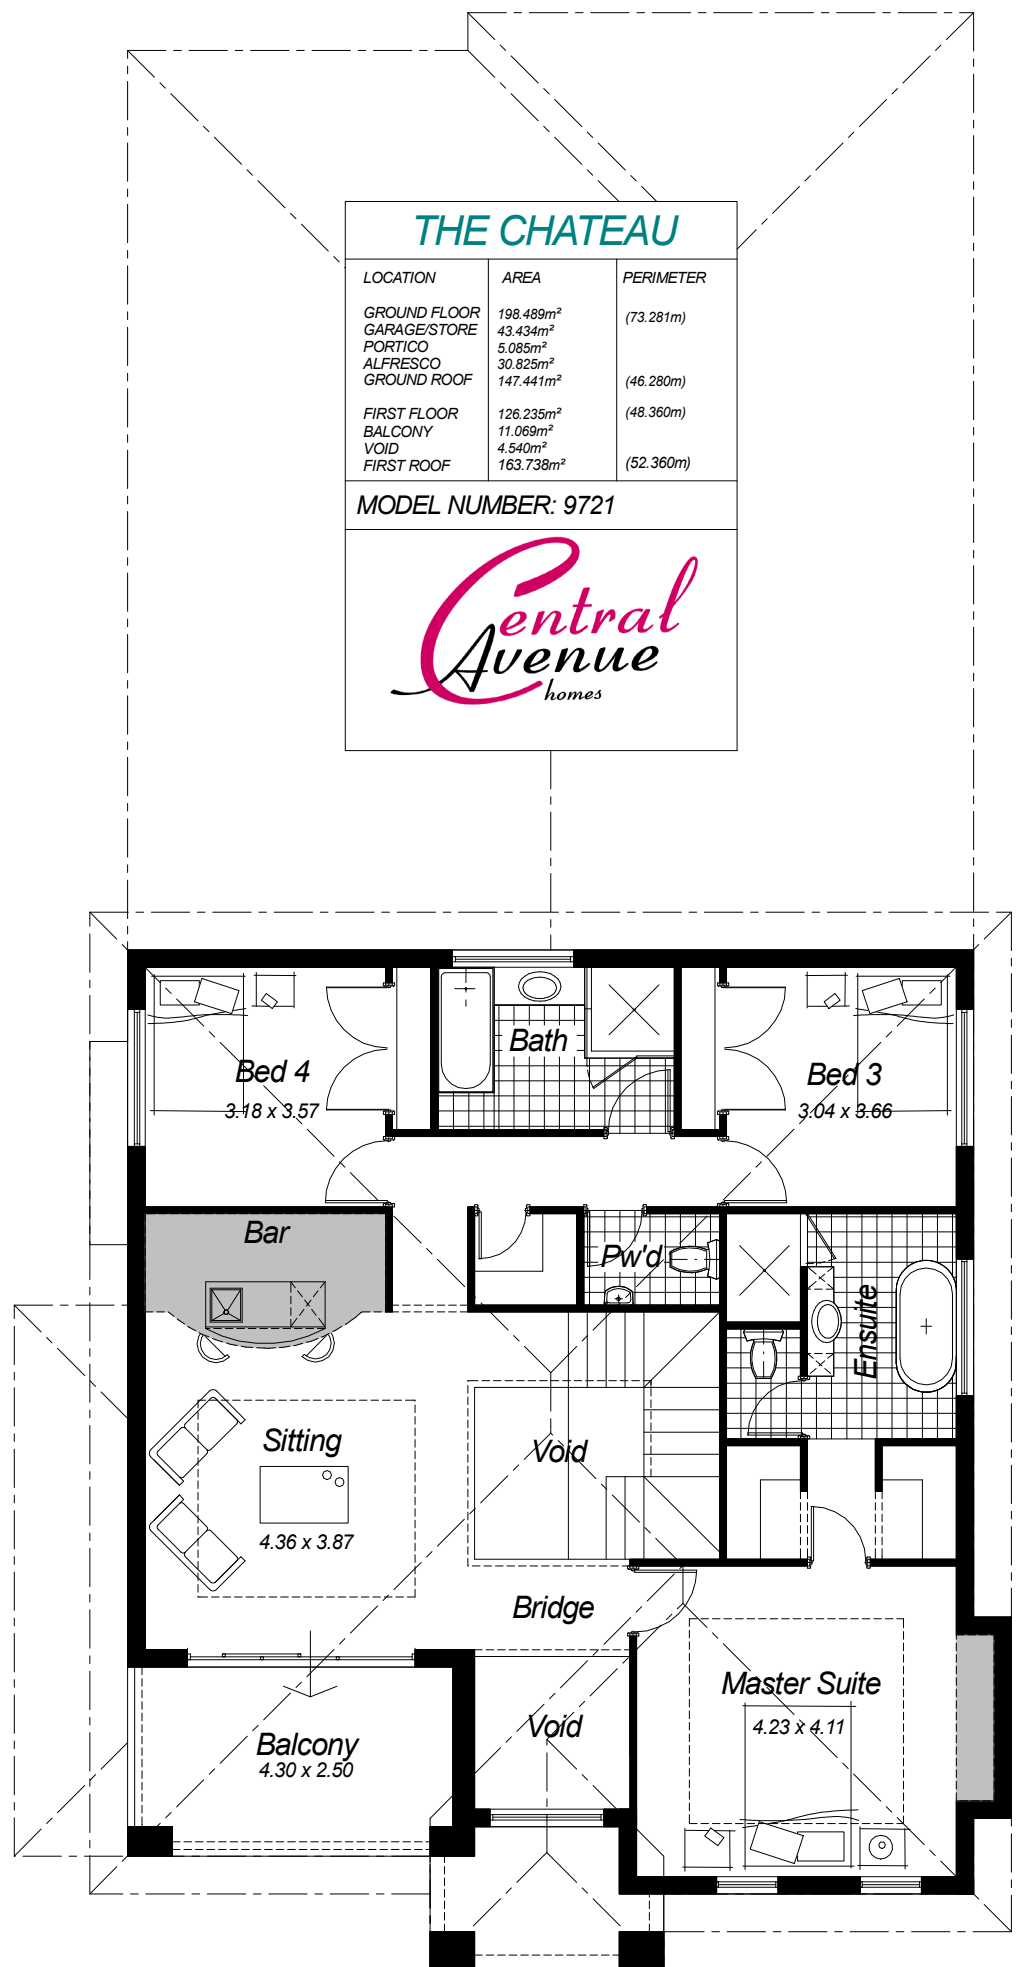 THE CHATEAU
LOCATION AREA PERIMETER
GROUND FLOOR 198.489m² (73.281m)
GARAGE/STORE 43.434m²
PORTICO 5.085m²
ALFRESCO 30.825m²
GROUND ROOF 147.441m² (46.280m)
FIRST FLOOR 126.235m² (48.360m)
BALCONY 11.069m²
VOID 4.540m²
FIRST ROOF 163.738m² (52.360m)
MODEL NUMBER: 9721
Central
Avenue
homes
Bath
Bed 4
3.18 x 3.57
Bed 3
3.04 x 3.66
Bar
Pw'd
Ensuite
Sitting
4.36 x 3.87
Void
Bridge
Master Suite
4.23 x 4.11
Void
Balcony
4.30 x 2.50